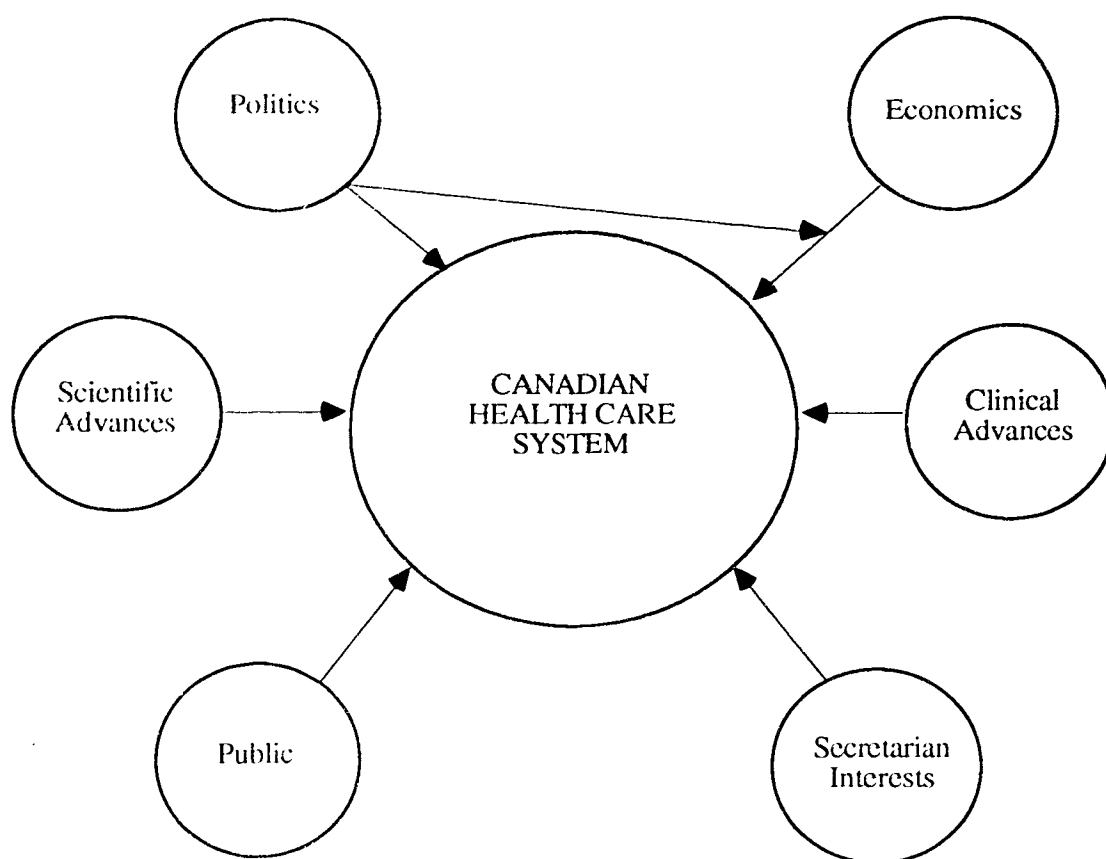 Politics
Economics
Scientific
Advances
CANADIAN
HEALTH CARE
SYSTEM
Clinical
Advances
Public
Secretarian
Interests